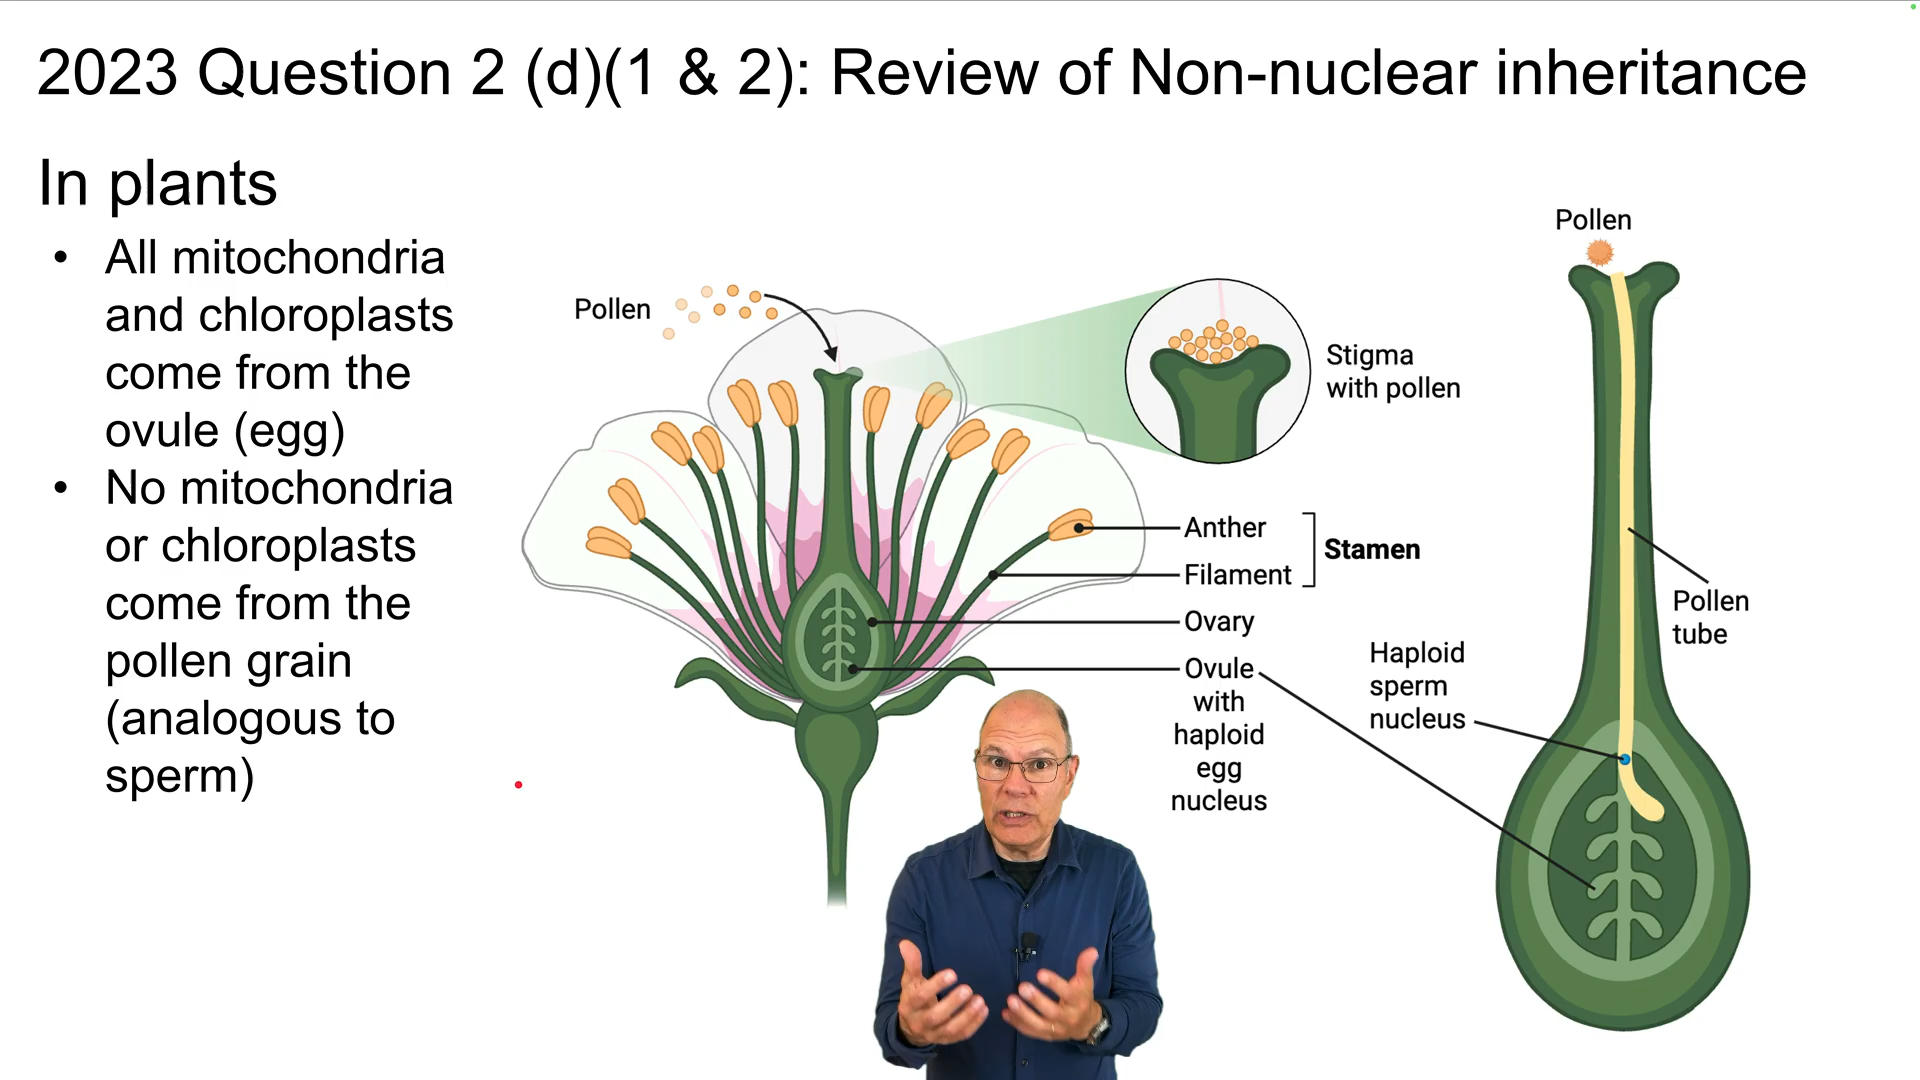 2023 Question 2 (d)(1 & 2): Review of Non-nuclear inheritance
In plants
• All mitochondria
and chloroplasts
come from the
ovule (egg)
• No mitochondria
or chloroplasts
come from the
pollen grain
(analogous to
sperm)
Pollen
Stigma
with pollen
Anther
Filament
Stamen
Ovary
Ovule
with
haploid
egg
nucleus
Pollen
Pollen
tube
Haploid
sperm
nucleus